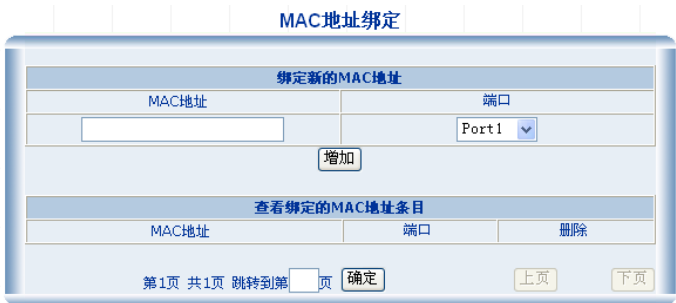 MAC地址绑定
绑定新的MAC地址
MAC地址 端口
Port1
增加
查看绑定的MAC地址条目
MAC地址 端口 删除
第1页 共1页 跳转到第 页 确定 上页 下页